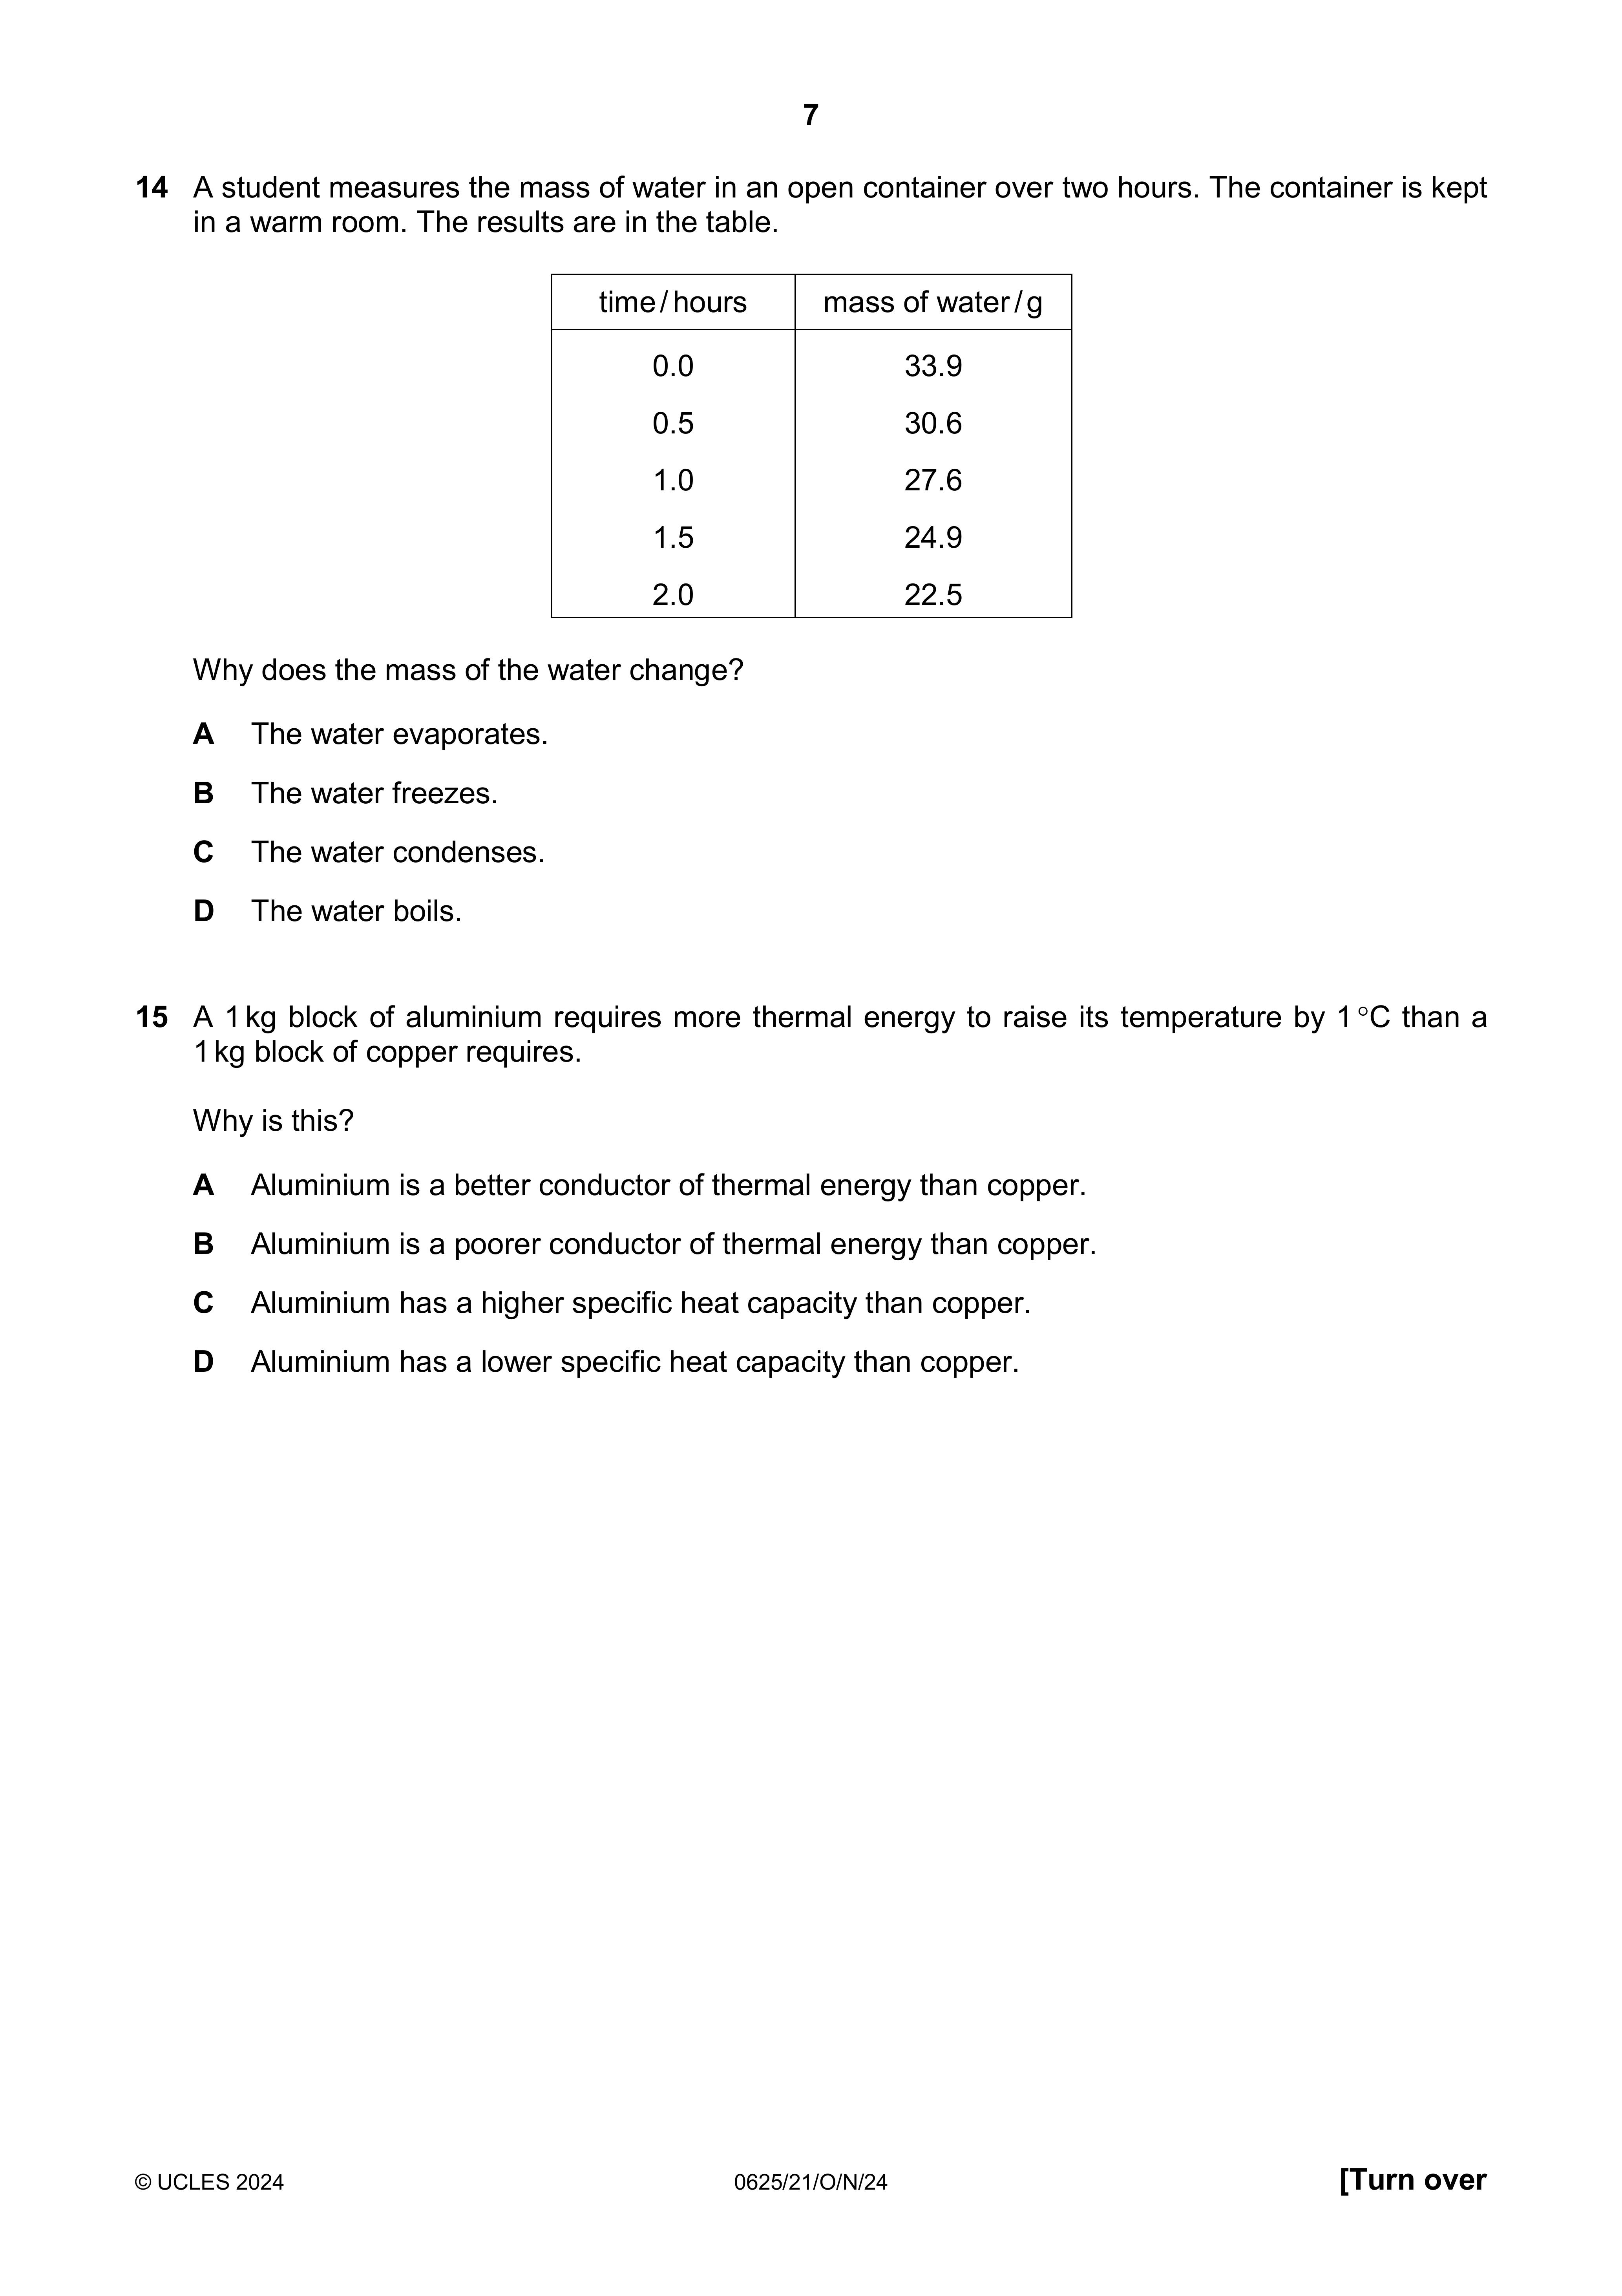 7
14 A student measures the mass of water in an open container over two hours. The container is kept
in a warm room. The results are in the table.
time / hours mass of water / g
0.0 33.9
0.5 30.6
1.0 27.6
1.5 24.9
2.0 22.5
Why does the mass of the water change?
A The water evaporates.
B The water freezes.
C The water condenses.
D The water boils.
15 A 1 kg block of aluminium requires more thermal energy to raise its temperature by 1 °C than a
1 kg block of copper requires.
Why is this?
A Aluminium is a better conductor of thermal energy than copper.
B Aluminium is a poorer conductor of thermal energy than copper.
C Aluminium has a higher specific heat capacity than copper.
D Aluminium has a lower specific heat capacity than copper.
© UCLES 2024 0625/21/O/N/24 [Turn over